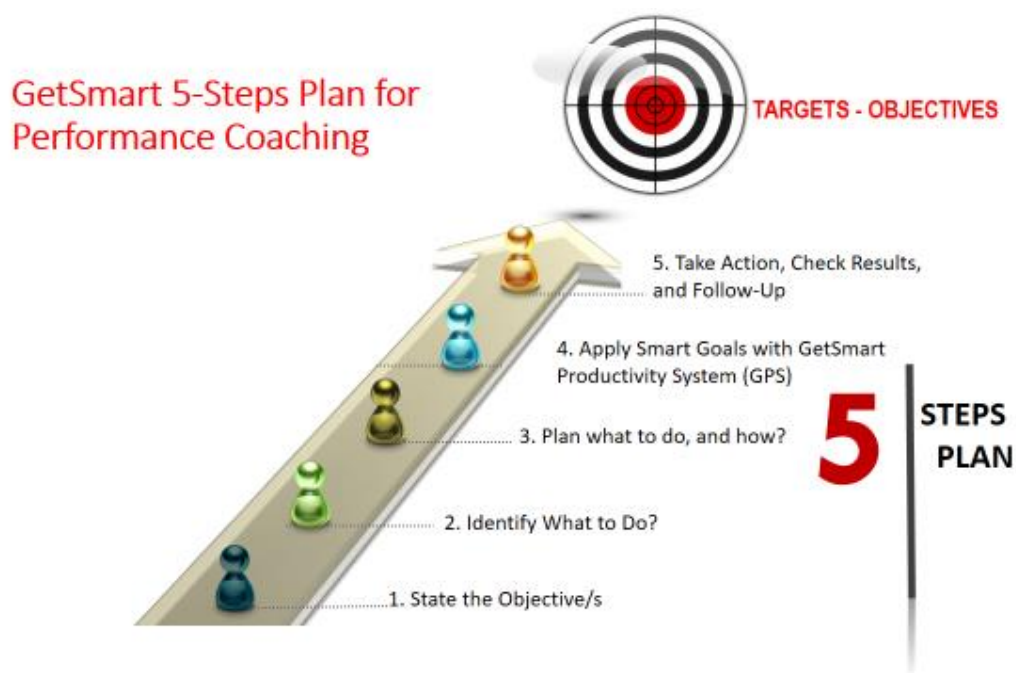 GetSmart 5-Steps Plan for
Performance Coaching
TARGETS - OBJECTIVES
5. Take Action, Check Results,
and Follow-Up
4. Apply Smart Goals with GetSmart
Productivity System (GPS)
3. Plan what to do, and how?
2. Identify What to Do?
1. State the Objective/s
5
STEPS
PLAN